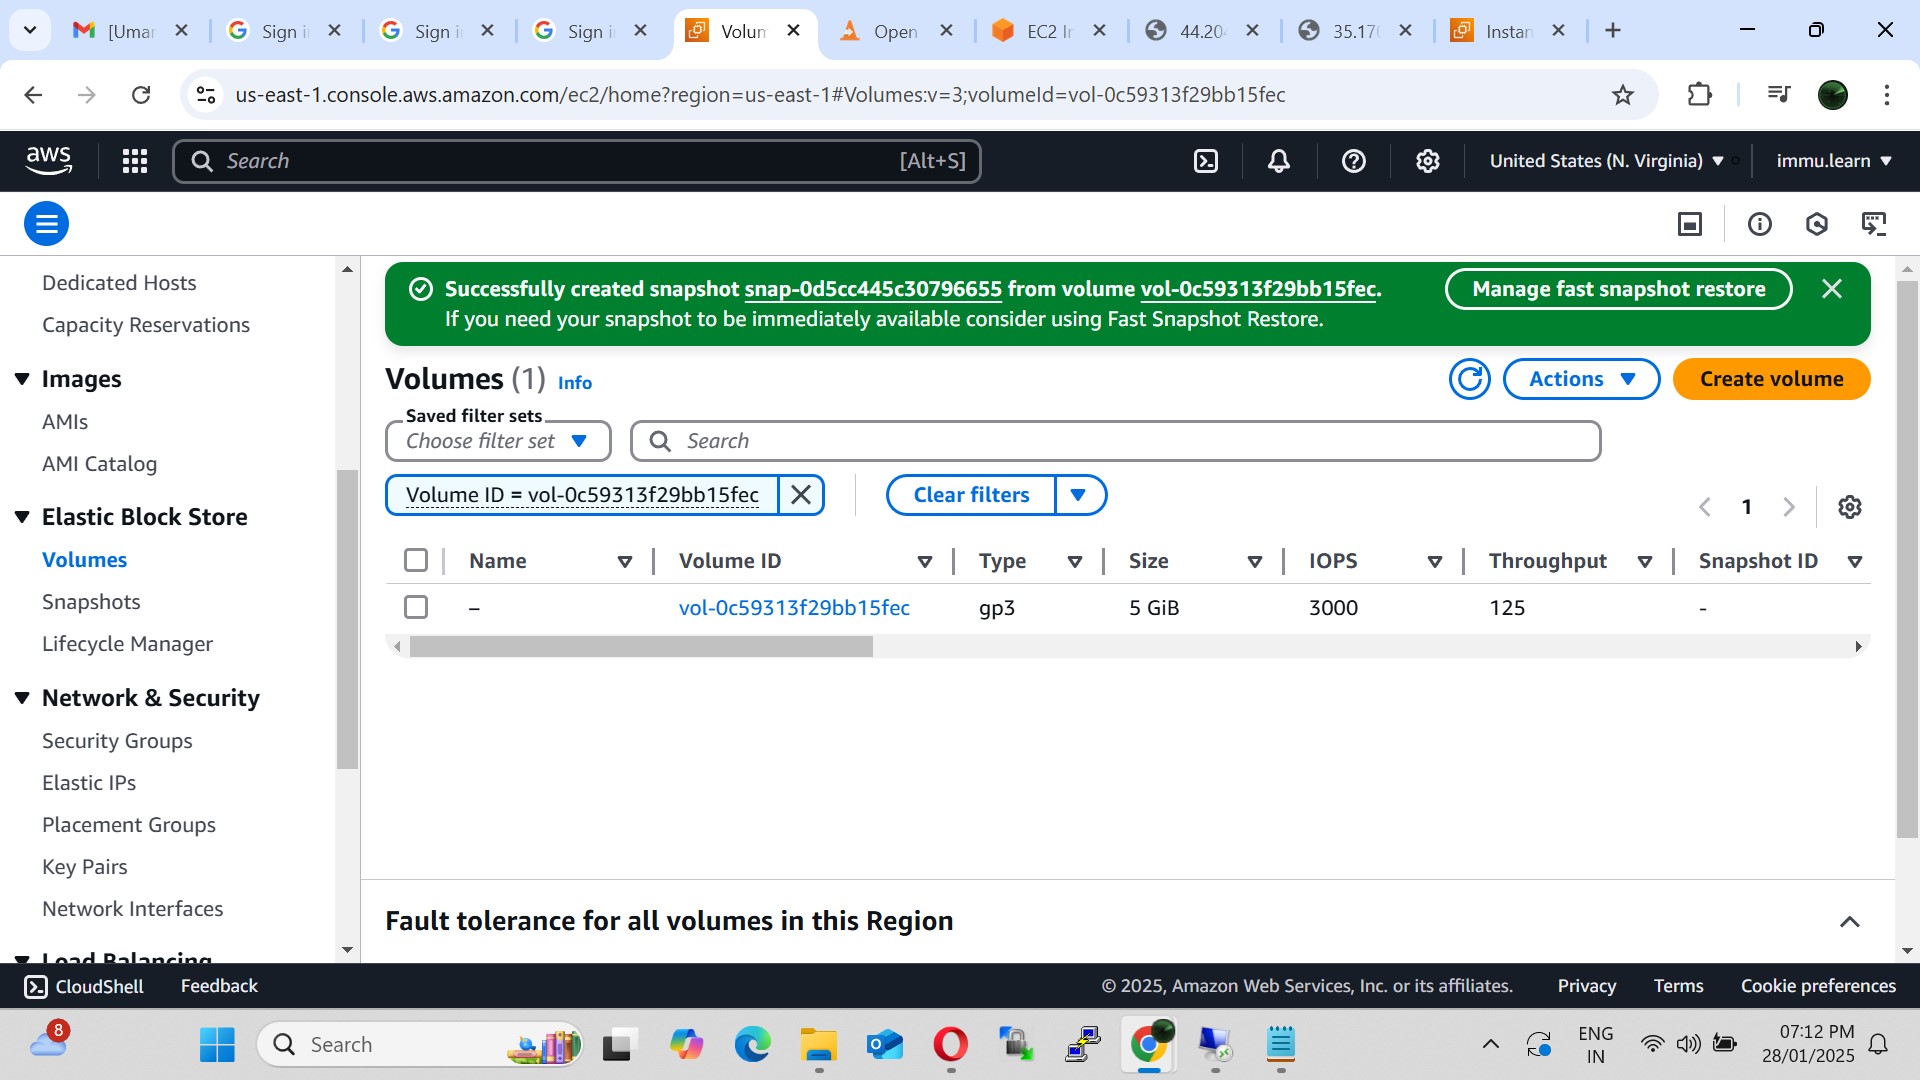 [Umar
Sign i
Sign i
Sign i
Volum
Open
EC2 In
44.204
35.170
Instan
us-east-1.console.aws.amazon.com/ec2/home?region=us-east-1#Volumes:v=3;volumeId=vol-0c59313f29bb15fec
aws
Search
[Alt+S]
United States (N. Virginia)
immu.learn
Dedicated Hosts
Capacity Reservations
Images
AMIs
AMI Catalog
Elastic Block Store
Volumes
Snapshots
Lifecycle Manager
Network & Security
Security Groups
Elastic IPs
Placement Groups
Key Pairs
Network Interfaces
Load Balancing
Successfully created snapshot snap-0d5cc445c30796655 from volume vol-0c59313f29bb15fec.
If you need your snapshot to be immediately available consider using Fast Snapshot Restore.
Manage fast snapshot restore
Volumes (1) Info
Actions
Create volume
Saved filter sets
Choose filter set
Search
Volume ID = vol-0c59313f29bb15fec
Clear filters
1
Name Volume ID Type Size IOPS Throughput Snapshot ID
– vol-0c59313f29bb15fec gp3 5 GiB 3000 125 -
Fault tolerance for all volumes in this Region
CloudShell Feedback © 2025, Amazon Web Services, Inc. or its affiliates. Privacy Terms Cookie preferences
8
Search
ENG
IN
07:12 PM
28/01/2025